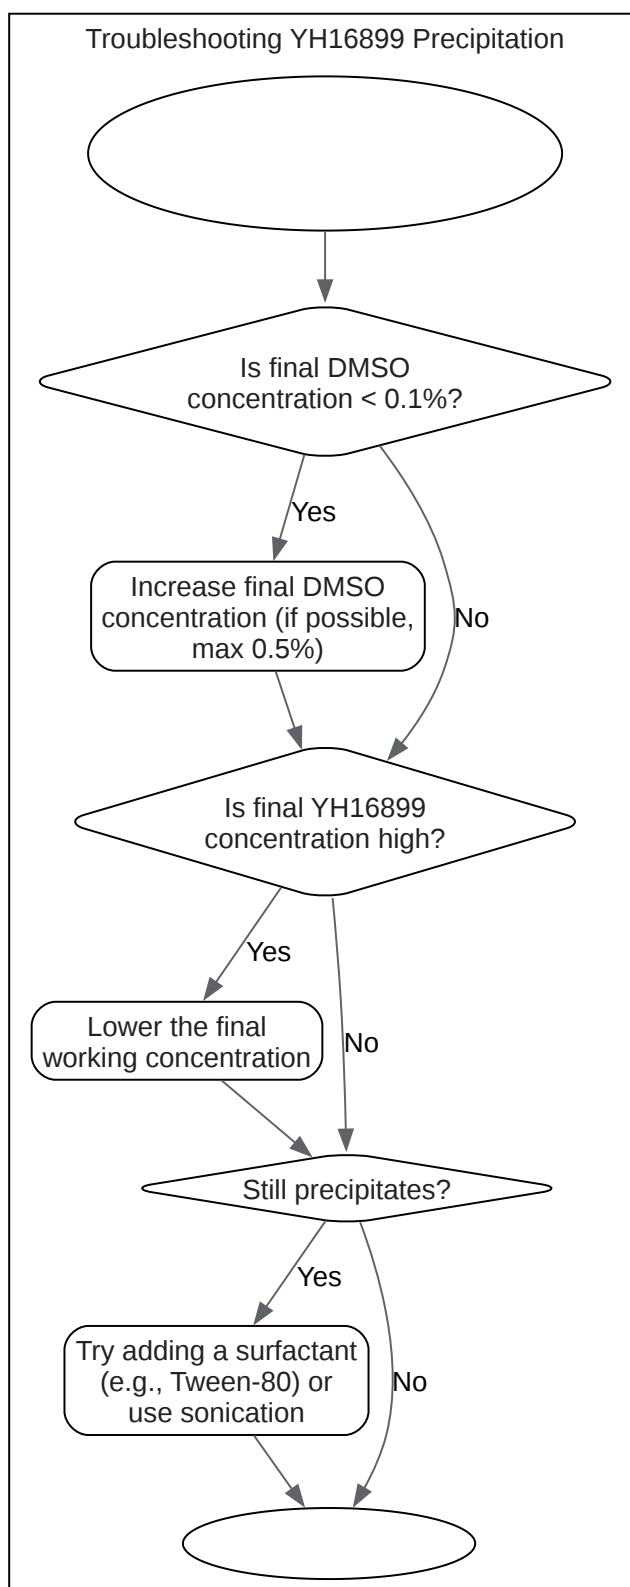 Troubleshooting YH16899 Precipitation
Is final DMSO
concentration < 0.1%?
Yes
Increase final DMSO
concentration (if possible,
max 0.5%)
No
Is final YH16899
concentration high?
Yes
Lower the final
working concentration
No
Still precipitates?
Yes
Try adding a surfactant
(e.g., Tween-80) or
use sonication
No